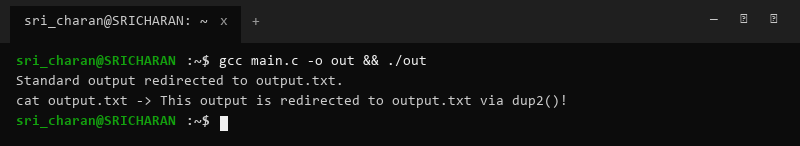 sri_charan@SRICHARAN: ~ x +
sri_charan@SRICHARAN :~$ gcc main.c -o out && ./out
Standard output redirected to output.txt.
cat output.txt -> This output is redirected to output.txt via dup2()!
sri_charan@SRICHARAN :~$